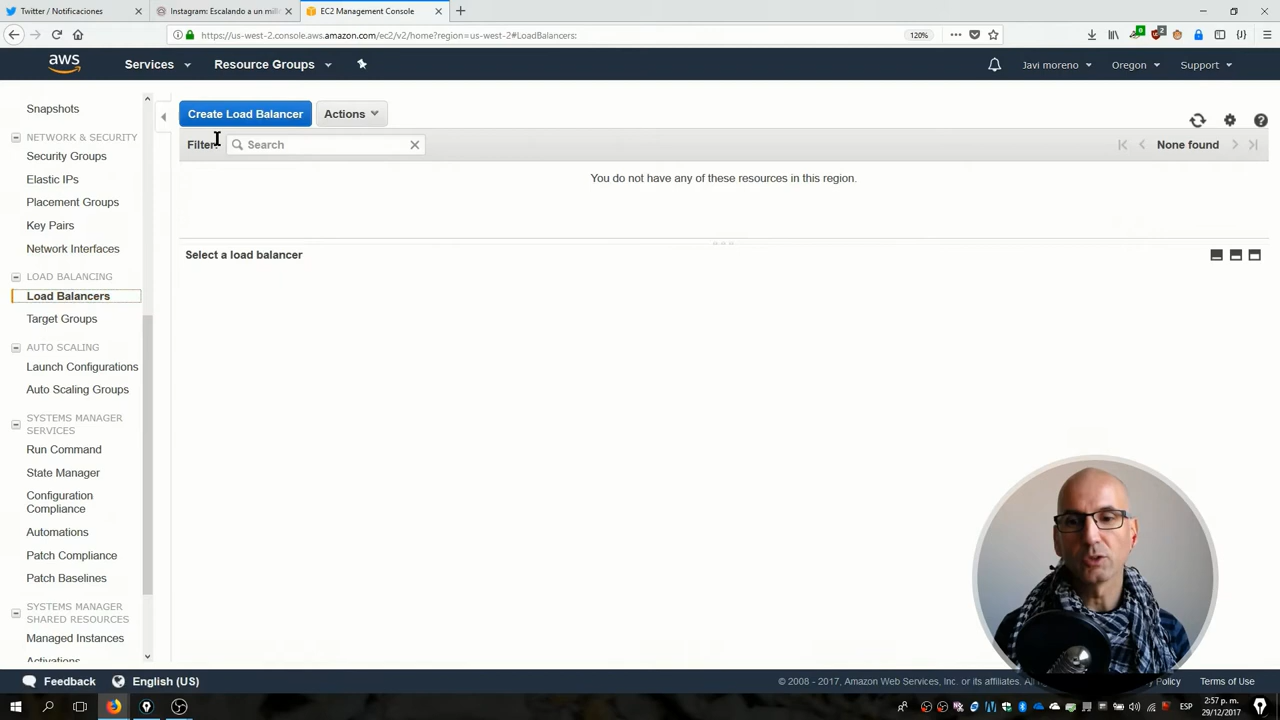 Twitter / Notificaciones
Instagram: Escalando a un mill
EC2 Management Console
https://us-west-2.console.aws.amazon.com/ec2/v2/home?region=us-west-2#LoadBalancers:
120%
aws
Services
Resource Groups
Javi moreno
Oregon
Support
Snapshots
NETWORK & SECURITY
Security Groups
Elastic IPs
Placement Groups
Key Pairs
Network Interfaces
LOAD BALANCING
Load Balancers
Target Groups
AUTO SCALING
Launch Configurations
Auto Scaling Groups
SYSTEMS MANAGER
SERVICES
Run Command
State Manager
Configuration
Compliance
Automations
Patch Compliance
Patch Baselines
SYSTEMS MANAGER
SHARED RESOURCES
Managed Instances
Activations
Create Load Balancer
Actions
Filter:
Search
None found
You do not have any of these resources in this region.
Select a load balancer
Feedback
English (US)
© 2008 - 2017, Amazon Web Services, Inc. or its affiliates. All
Policy
Terms of Use
ESP
2:57 p. m.
29/12/2017